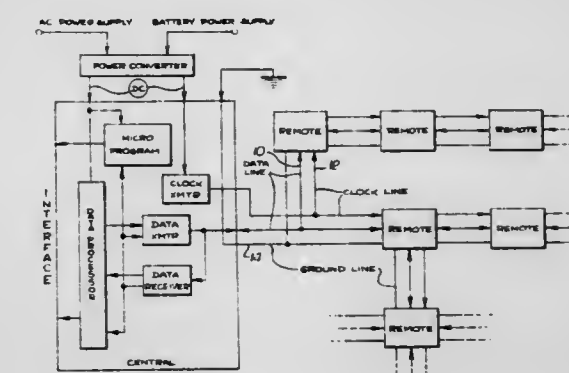 AC POWER SUPPLY
BATTERY POWER SUPPLY
POWER CONVERTER
DC
MICRO
PROGRAM
REMOTE
REMOTE
REMOTE
10
12
DATA
LINE
CLOCK
XMTR
CLOCK LINE
INTERFACE
DATA PROCESSOR
DATA
XMTR
REMOTE
REMOTE
DATA
RECEIVER
GROUND LINE
REMOTE
CENTRAL